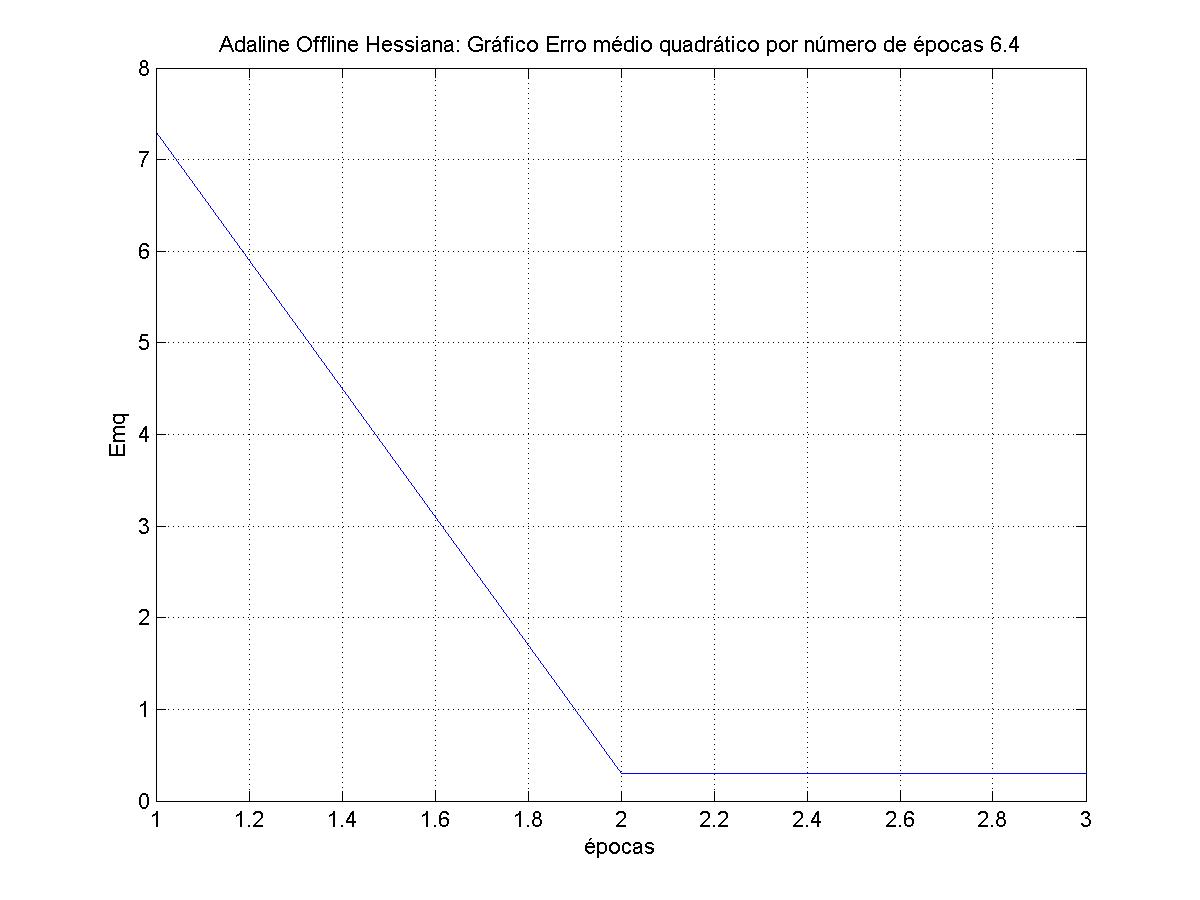 Adaline Offline Hessiana: Gráfico Erro médio quadrático por número de épocas 6.4
8
7
6
5
4
3
2
1
0
Emq
1 1.2 1.4 1.6 1.8 2 2.2 2.4 2.6 2.8 3
épocas